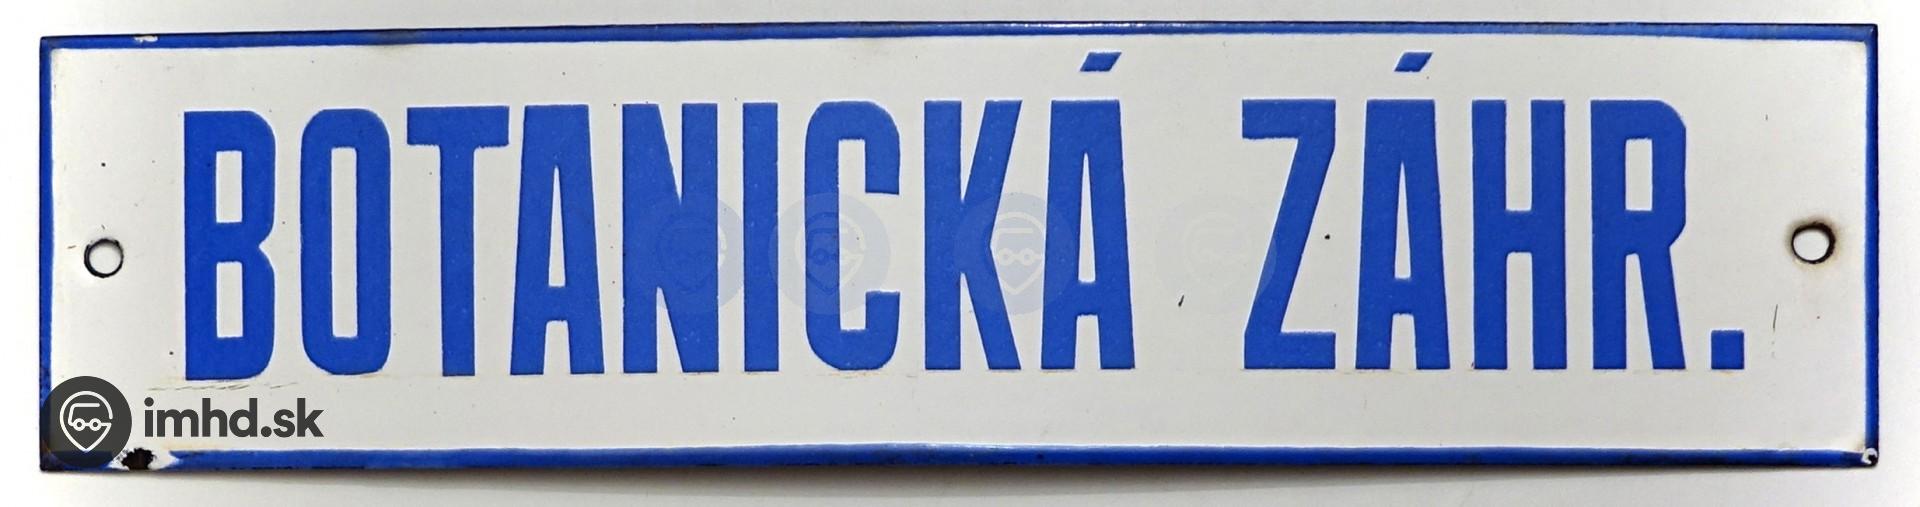 BOTANICKÁ ZÁHR.
imhd.sk